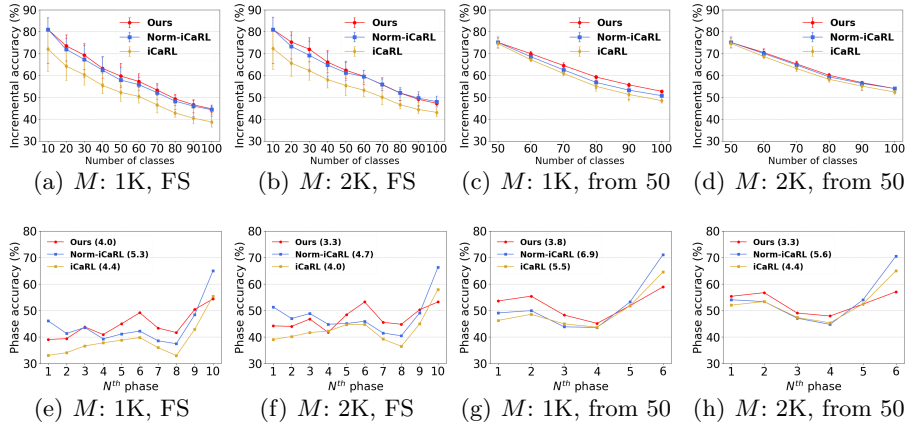 Incremental accuracy (%)
90
80
70
60
50
40
30
Ours
Norm-iCaRL
iCaRL
10 20 30 40 50 60 70 80 90 100
Number of classes
(a) M: 1K, FS
Incremental accuracy (%)
90
80
70
60
50
40
30
Ours
Norm-iCaRL
iCaRL
10 20 30 40 50 60 70 80 90 100
Number of classes
(b) M: 2K, FS
Incremental accuracy (%)
90
80
70
60
50
40
30
Ours
Norm-iCaRL
iCaRL
50 60 70 80 90 100
Number of classes
(c) M: 1K, from 50
Incremental accuracy (%)
90
80
70
60
50
40
30
Ours
Norm-iCaRL
iCaRL
50 60 70 80 90 100
Number of classes
(d) M: 2K, from 50
Phase accuracy (%)
80
70
60
50
40
30
Ours (4.0)
Norm-iCaRL (5.3)
iCaRL (4.4)
1 2 3 4 5 6 7 8 9 10
Nth phase
(e) M: 1K, FS
Phase accuracy (%)
80
70
60
50
40
30
Ours (3.3)
Norm-iCaRL (4.7)
iCaRL (4.0)
1 2 3 4 5 6 7 8 9 10
Nth phase
(f) M: 2K, FS
Phase accuracy (%)
80
70
60
50
40
30
Ours (3.8)
Norm-iCaRL (6.9)
iCaRL (5.5)
1 2 3 4 5 6
Nth phase
(g) M: 1K, from 50
Phase accuracy (%)
80
70
60
50
40
30
Ours (3.3)
Norm-iCaRL (5.6)
iCaRL (4.4)
1 2 3 4 5 6
Nth phase
(h) M: 2K, from 50